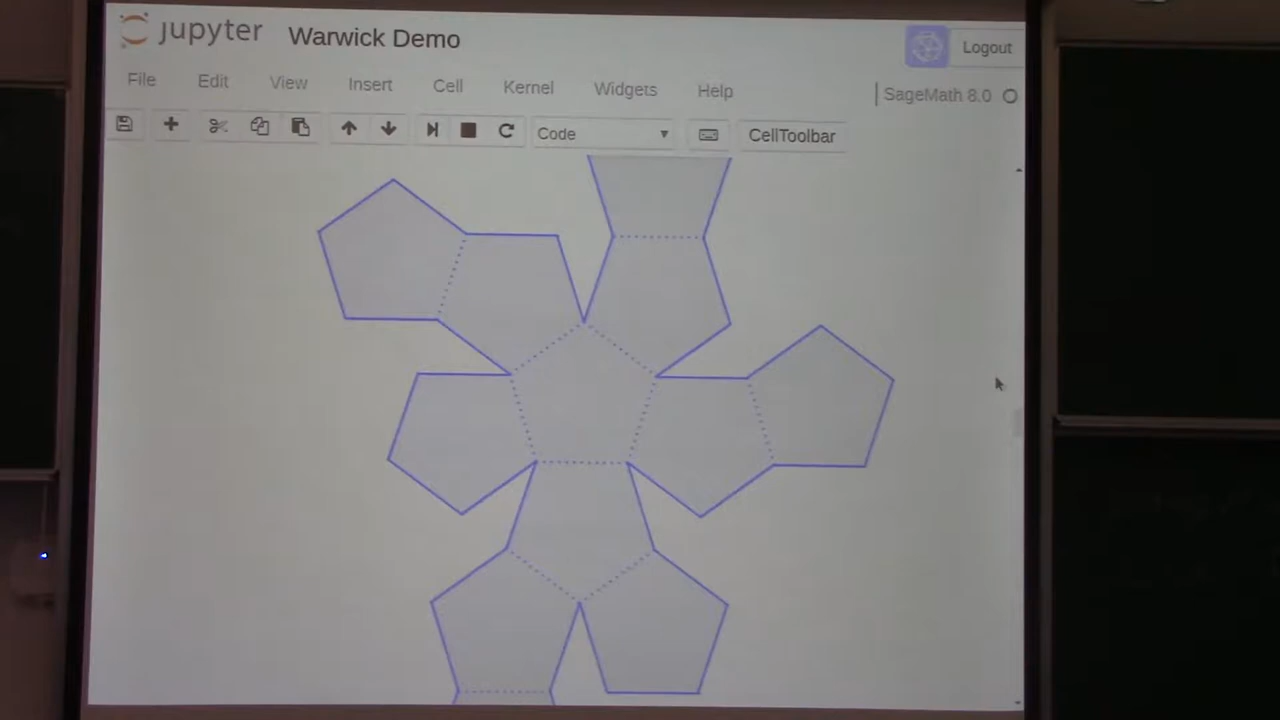 jupyter Warwick Demo Logout
File Edit View Insert Cell Kernel Widgets Help SageMath 8.0
Code CellToolbar